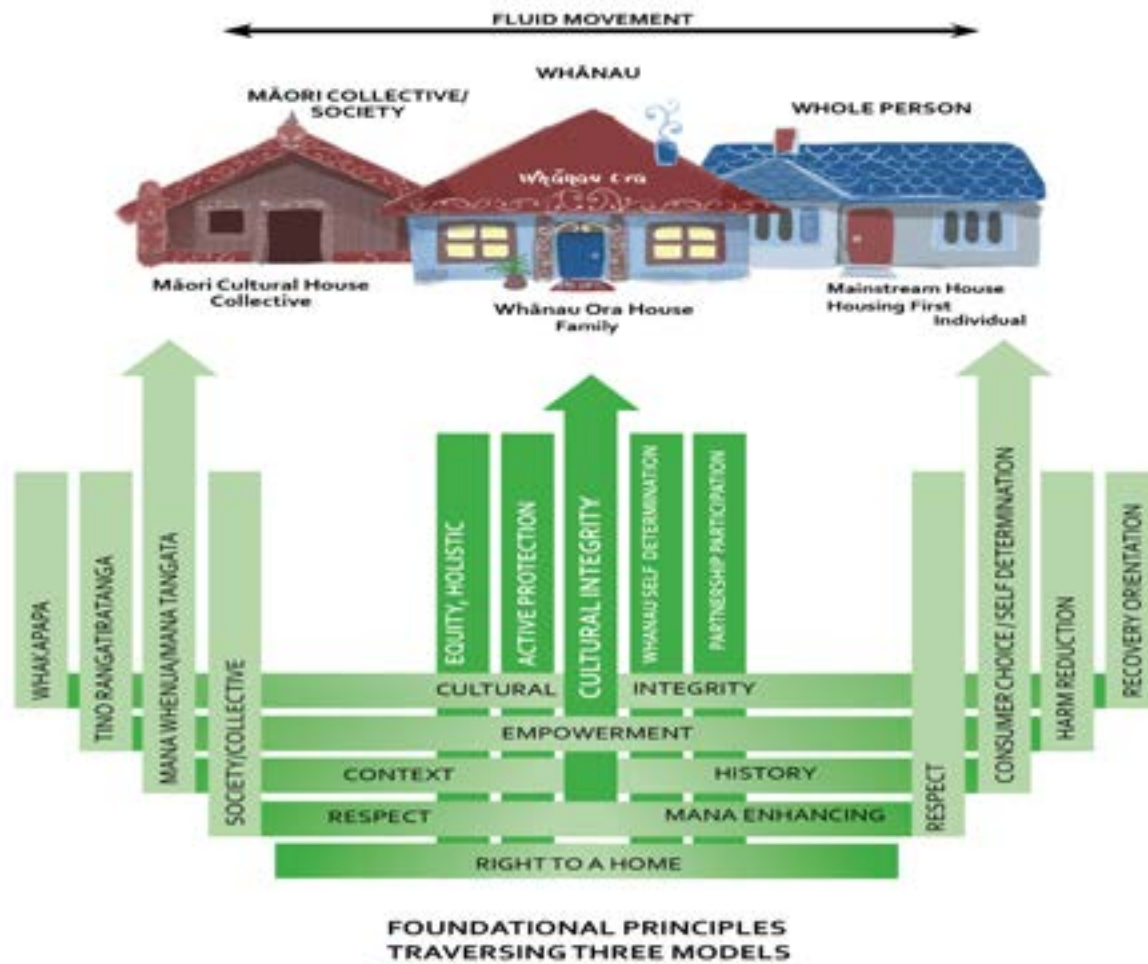 FLUID MOVEMENT
WHĀNAU
MĀORI COLLECTIVE/
SOCIETY
WHOLE PERSON
Whānau Ora
Māori Cultural House
Collective
Whānau Ora House
Family
Mainstream House
Housing First
Individual
WHAKAPAPA
TINO RANGATIRATANGA
MANA WHENUA/MANA TANGATA
SOCIETY/COLLECTIVE
EQUITY, HOLISTIC
ACTIVE PROTECTION
CULTURAL INTEGRITY
WHANAU SELF DETERMINATION
PARTNERSHIP PARTICIPATION
RESPECT
CONSUMER CHOICE / SELF DETERMINATION
HARM REDUCTION
RECOVERY ORIENTATION
CULTURAL INTEGRITY
EMPOWERMENT
CONTEXT HISTORY
RESPECT MANA ENHANCING
RIGHT TO A HOME
FOUNDATIONAL PRINCIPLES
TRAVERSING THREE MODELS